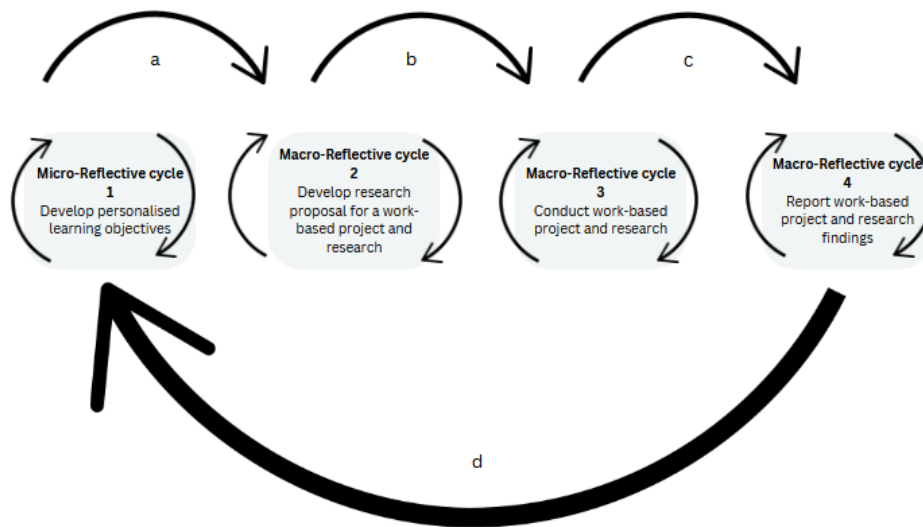 a
b
c
Micro-Reflective cycle
1
Develop personalised
learning objectives
Macro-Reflective cycle
2
Develop research
proposal for a work-
based project and
research
Macro-Reflective cycle
3
Conduct work-based
project and research
Macro-Reflective cycle
4
Report work-based
project and research
findings
d